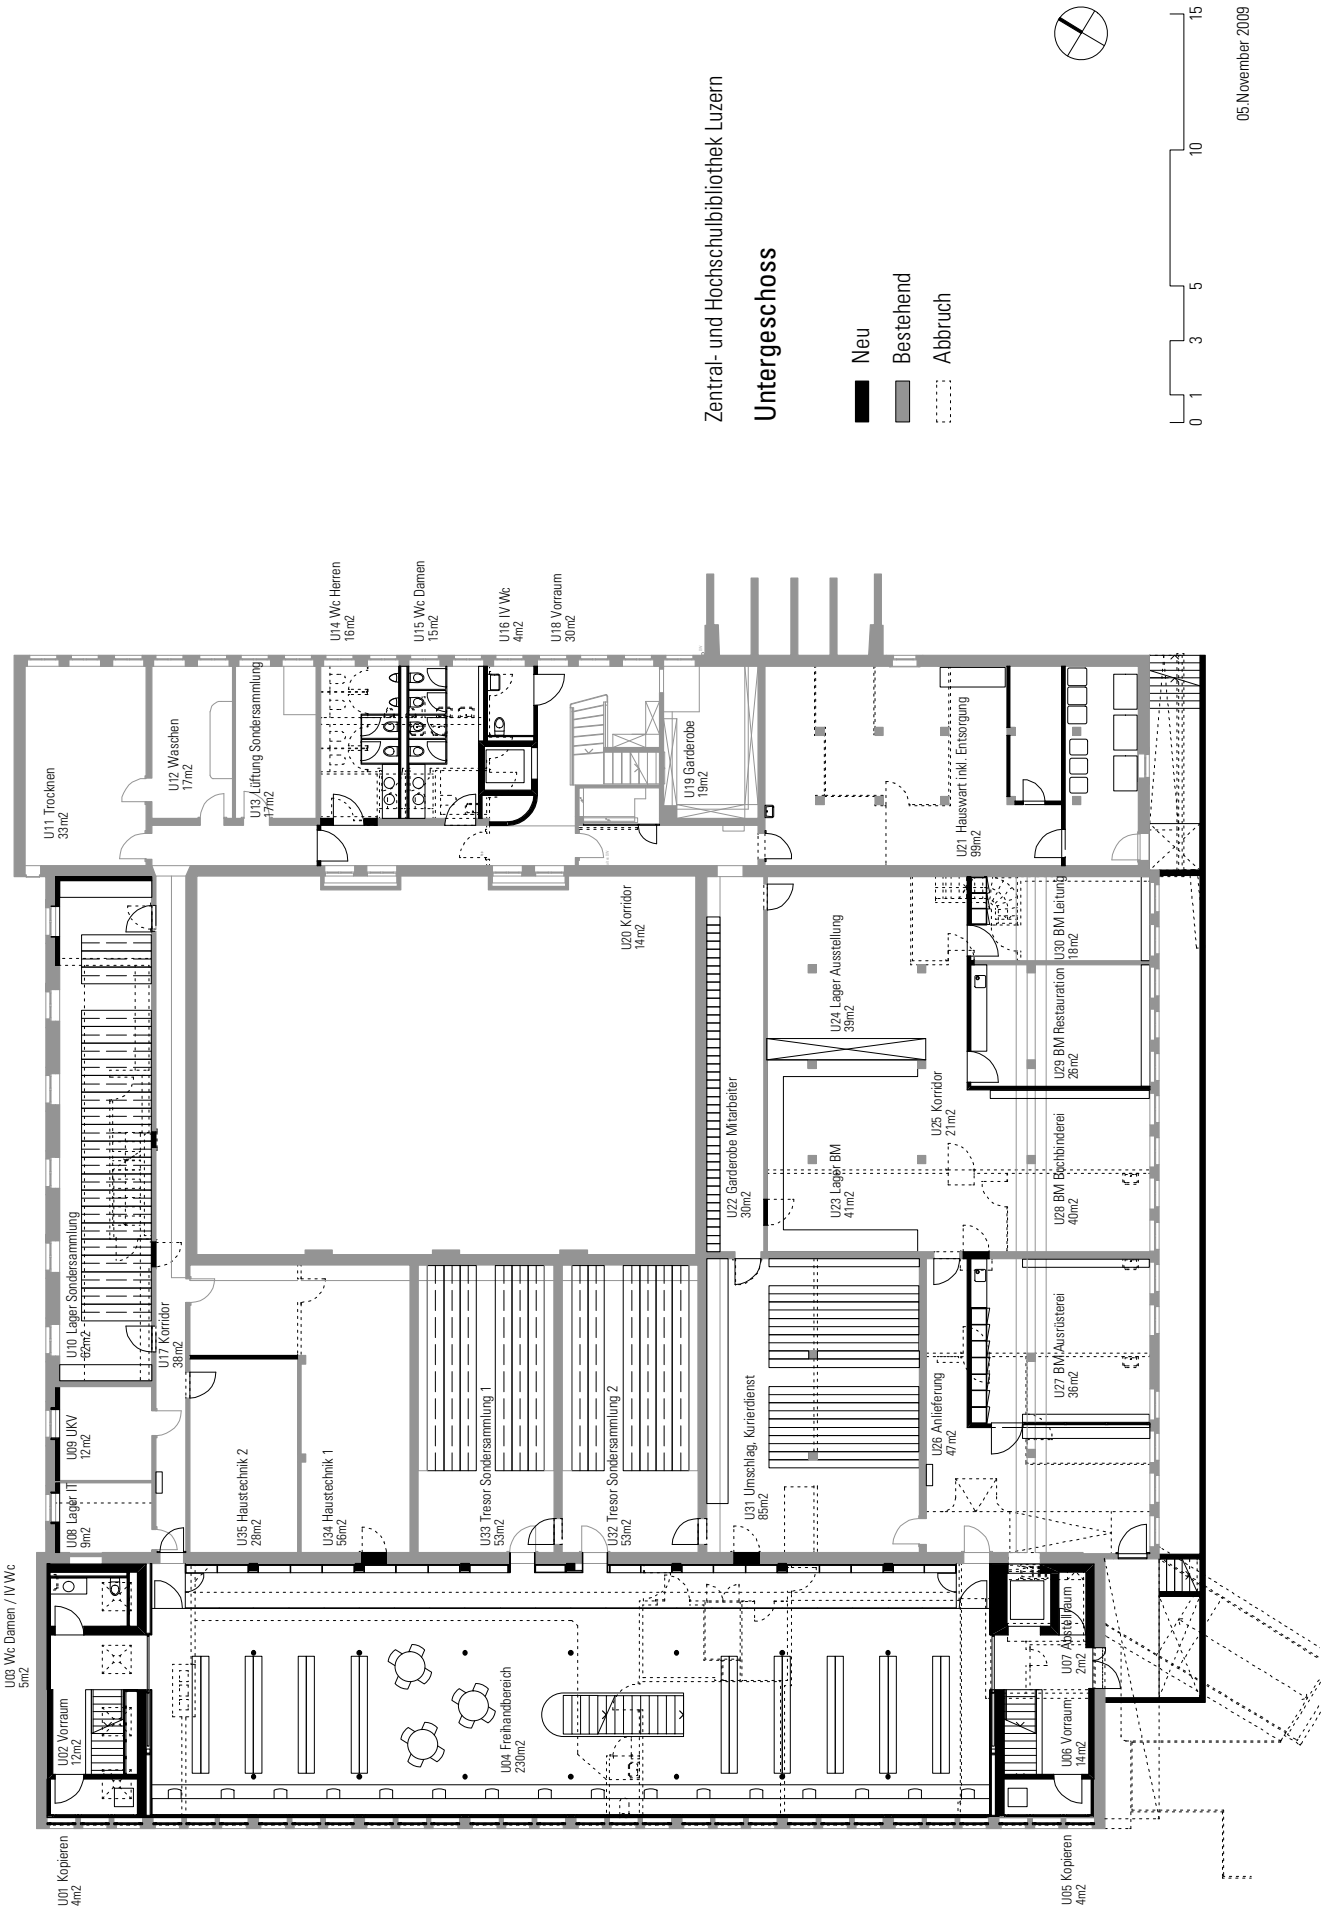 Zentral- und Hochschulbibliothek Luzern
Untergeschoss
Neu
Bestehend
Abbruch
0 1 3 5 10 15
05.November 2009
U01 Kopieren
4m2
U02 Vorraum
12m2
U03 Wc Damen / IV Wc
5m2
U04 Freihandbereich
230m2
U05 Kopieren
4m2
U06 Vorraum
14m2
U07 Abstellraum
2m2
U08 Lager IT
9m2
U09 UKV
12m2
U10 Lager Sondersammlung
62m2
U11 Trocknen
33m2
U12 Waschen
17m2
U13 Lüftung Sondersammlung
17m2
U14 Wc Herren
16m2
U15 Wc Damen
15m2
U16 IV Wc
4m2
U17 Korridor
38m2
U18 Vorraum
30m2
U19 Garderobe
19m2
U20 Korridor
14m2
U21 Hauswart inkl. Entsorgung
99m2
U22 Garderobe Mitarbeiter
30m2
U23 Lager BM
41m2
U24 Lager Ausstellung
39m2
U25 Korridor
21m2
U26 Anlieferung
47m2
U27 BM Ausrüsterei
36m2
U28 BM Buchbinderei
40m2
U29 BM Restauration
26m2
U30 BM Leitung
18m2
U31 Umschlag, Kurierdienst
85m2
U32 Tresor Sondersammlung 2
53m2
U33 Tresor Sondersammlung 1
53m2
U34 Haustechnik 1
56m2
U35 Haustechnik 2
28m2